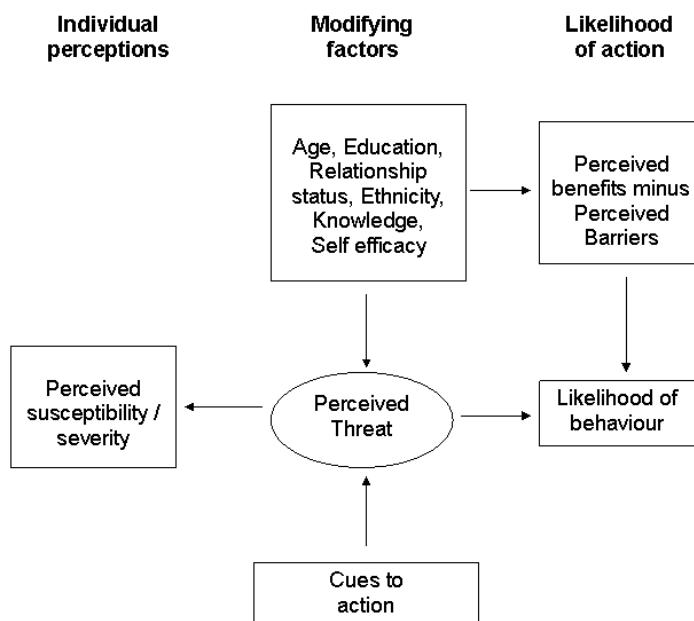 Individual
perceptions
Modifying
factors
Likelihood
of action
Age, Education,
Relationship
status, Ethnicity,
Knowledge,
Self efficacy
Perceived
benefits minus
Perceived
Barriers
Perceived
susceptibility /
severity
Perceived
Threat
Likelihood of
behaviour
Cues to
action